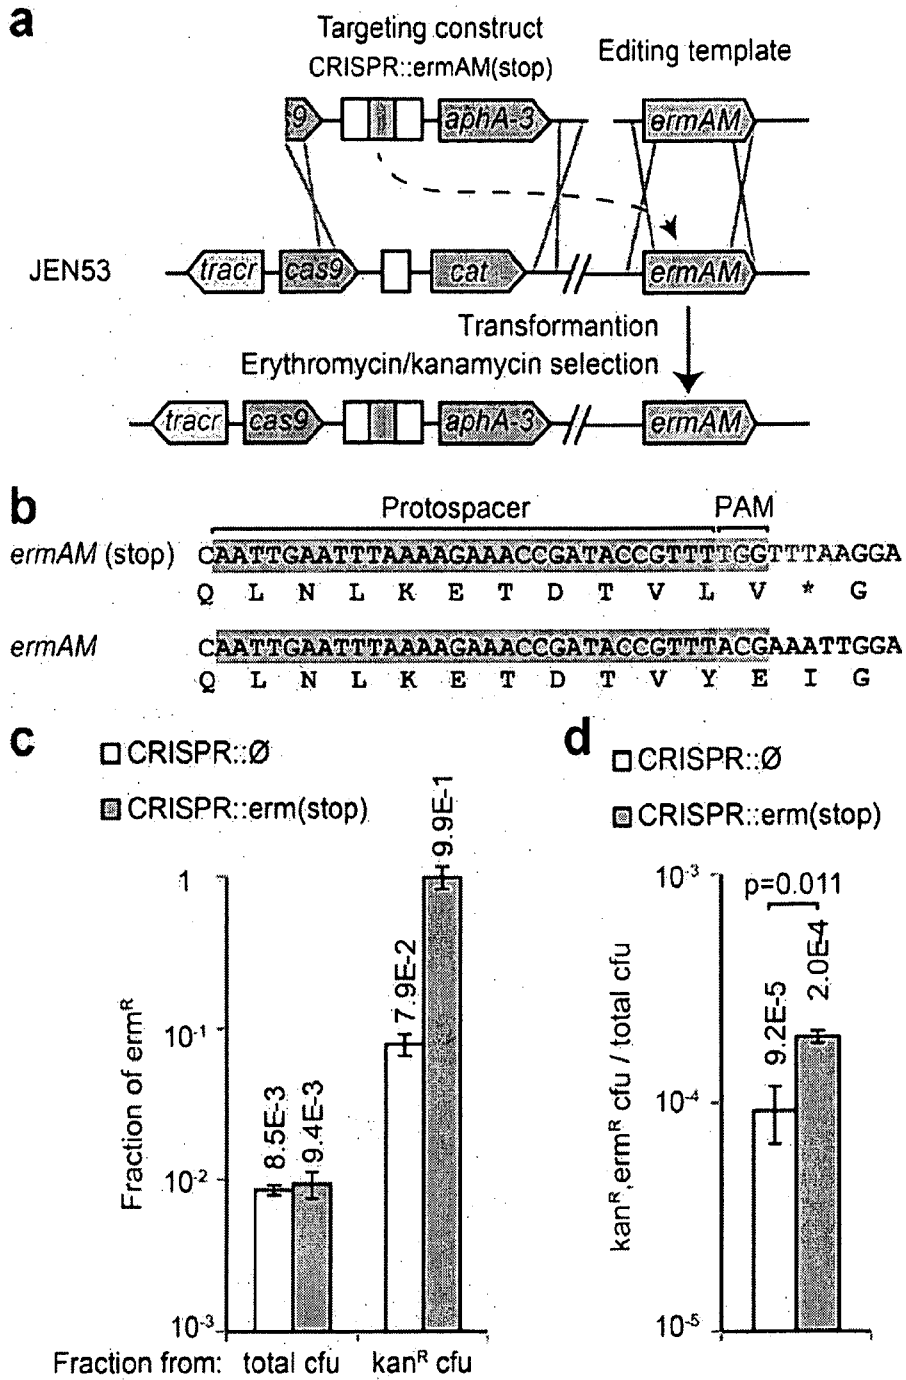 a
Targeting construct
CRISPR::ermAM(stop)
Editing template
9
aphA-3
ermAM
JEN53
tracr
cas9
cat
ermAM
Transformantion
Erythromycin/kanamycin selection
tracr
cas9
aphA-3
ermAM
b
Protospacer
PAM
ermAM (stop)
CAATTGAATTTAAAAGAAACCGATACCGTTTTGGTTTAAGGA
Q L N L K E T D T V L V * G
ermAM
CAATTGAATTTAAAAGAAACCGATACCGTTTACGAAATTGGA
Q L N L K E T D T V Y E I G
c
CRISPR::Ø
CRISPR::erm(stop)
Fraction of ermᴿ
1
10⁻¹
10⁻²
10⁻³
8.5E-3
9.4E-3
7.9E-2
9.9E-1
Fraction from: total cfu kanᴿ cfu
d
CRISPR::Ø
CRISPR::erm(stop)
kanᴿ,ermᴿ cfu / total cfu
10⁻³
10⁻⁴
10⁻⁵
p=0.011
9.2E-5
2.0E-4